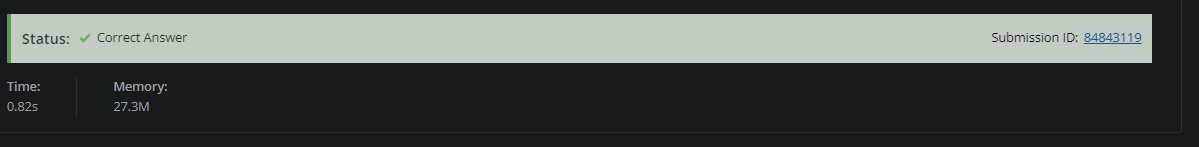 Status: Correct Answer Submission ID: 84843119
Time: Memory:
0.82s 27.3M